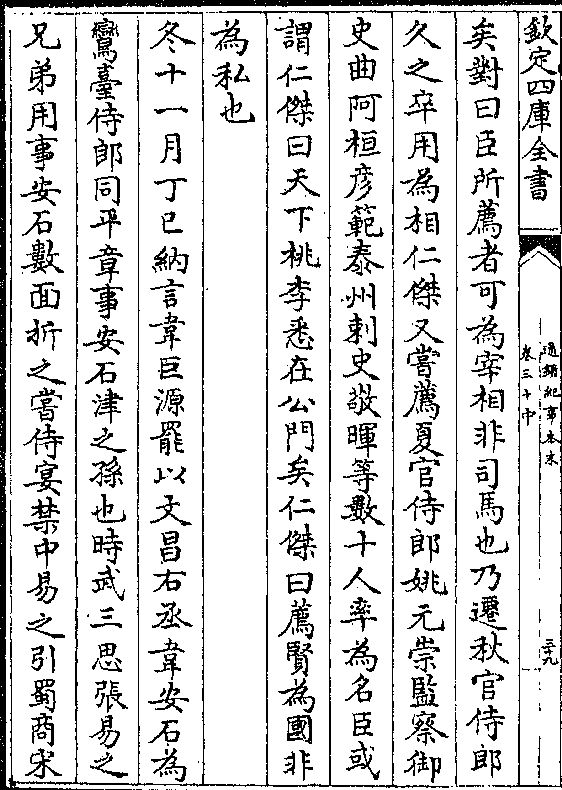 欽定四庫全書
通鑑紀事本末
卷三十中
三十九
矣對曰臣所薦者可為宰相非司馬也乃遷秋官侍郎
久之卒用為相仁傑又嘗薦夏官侍郎姚元崇監察御
史曲阿桓彦範泰州刺史敬暉等數十人率為名臣或
謂仁傑曰天下桃李悉在公門矣仁傑曰薦賢為國非
為私也
冬十一月丁巳納言韋巨源罷以文昌右丞韋安石為
鸞臺侍郎同平章事安石津之孫也時武三思張易之
兄弟用事安石數面折之嘗侍宴禁中易之引蜀商宋